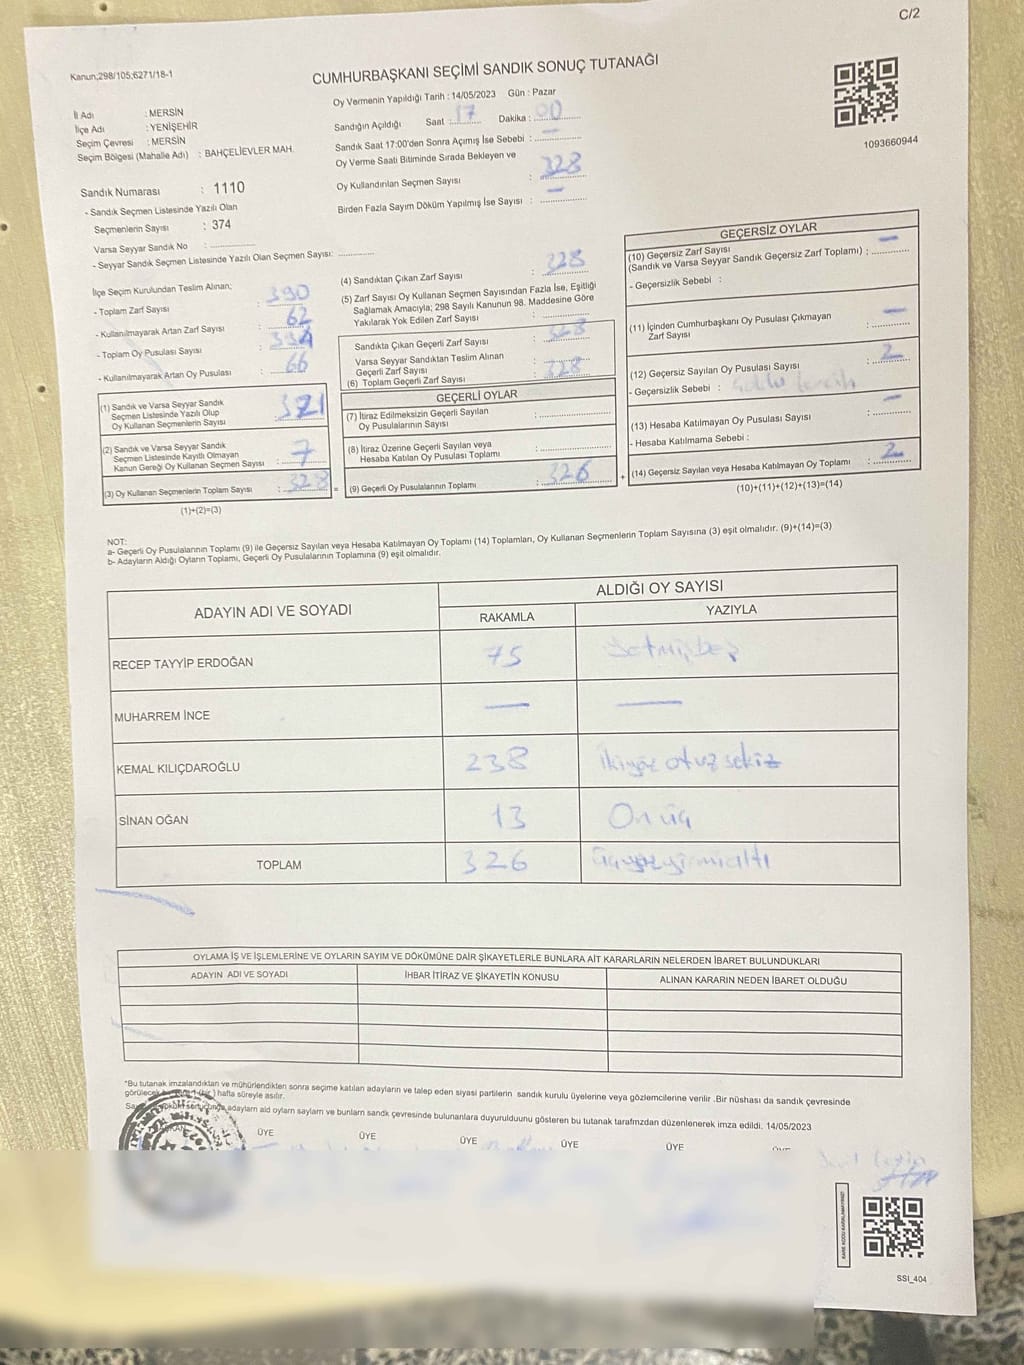 C/2
Kanun;298/105;6271/18-1
CUMHURBAŞKANI SEÇİMİ SANDIK SONUÇ TUTANAĞI
İl Adı : MERSİN
İlçe Adı : YENİŞEHİR
Seçim Çevresi : MERSİN
Seçim Bölgesi (Mahalle Adı) : BAHÇELİEVLER MAH.
Oy Vermenin Yapıldığı Tarih : 14/05/2023 Gün : Pazar
Sandığın Açıldığı Saat : 17 Dakika : 00
Sandık Saat 17:00'den Sonra Açımış İse Sebebi : —
Oy Verme Saati Bitiminde Sırada Bekleyen ve
Oy Kullandırılan Seçmen Sayısı : 328
Birden Fazla Sayım Döküm Yapılmış İse Sayısı : —
1093660944
Sandık Numarası : 1110
- Sandık Seçmen Listesinde Yazılı Olan
Seçmenlerin Sayısı : 374
Varsa Seyyar Sandık No :
- Seyyar Sandık Seçmen Listesinde Yazılı Olan Seçmen Sayısı:
İlçe Seçim Kurulundan Teslim Alınan;
- Toplam Zarf Sayısı : 390
- Kullanılmayarak Artan Zarf Sayısı : 62
- Toplam Oy Pusulası Sayısı : 394
- Kullanılmayarak Artan Oy Pusulası : 66
(1) Sandık ve Varsa Seyyar Sandık
Seçmen Listesinde Yazılı Olup
Oy Kullanan Seçmenlerin Sayısı : 321
(2) Sandık ve Varsa Seyyar Sandık
Seçmen Listesinde Kayıtlı Olmayan
Kanun Gereği Oy Kullanan Seçmen Sayısı : 7
(3) Oy Kullanan Seçmenlerin Toplam Sayısı : 328
(1)+(2)=(3)
(4) Sandıktan Çıkan Zarf Sayısı : 328
(5) Zarf Sayısı Oy Kullanan Seçmen Sayısından Fazla İse, Eşitliği
Sağlamak Amacıyla; 298 Sayılı Kanunun 98. Maddesine Göre
Yakılarak Yok Edilen Zarf Sayısı :
Sandıkta Çıkan Geçerli Zarf Sayısı : 328
Varsa Seyyar Sandıktan Teslim Alınan
Geçerli Zarf Sayısı :
(6) Toplam Geçerli Zarf Sayısı : 328
GEÇERLİ OYLAR
(7) İtiraz Edilmeksizin Geçerli Sayılan
Oy Pusulalarının Sayısı :
(8) İtiraz Üzerine Geçerli Sayılan veya
Hesaba Katılan Oy Pusulası Toplamı :
= (9) Geçerli Oy Pusulalarının Toplamı : 326
GEÇERSİZ OYLAR
(10) Geçersiz Zarf Sayısı
(Sandık ve Varsa Seyyar Sandık Geçersiz Zarf Toplamı) : —
- Geçersizlik Sebebi :
(11) İçinden Cumhurbaşkanı Oy Pusulası Çıkmayan
Zarf Sayısı : —
(12) Geçersiz Sayılan Oy Pusulası Sayısı : 2
- Geçersizlik Sebebi :
(13) Hesaba Katılmayan Oy Pusulası Sayısı : —
- Hesaba Katılmama Sebebi :
+ (14) Geçersiz Sayılan veya Hesaba Katılmayan Oy Toplamı : 2
(10)+(11)+(12)+(13)=(14)
NOT:
a- Geçerli Oy Pusulalarının Toplamı (9) ile Geçersiz Sayılan veya Hesaba Katılmayan Oy Toplamı (14) Toplamları, Oy Kullanan Seçmenlerin Toplam Sayısına (3) eşit olmalıdır. (9)+(14)=(3)
b- Adayların Aldığı Oyların Toplamı, Geçerli Oy Pusulalarının Toplamına (9) eşit olmalıdır.
ADAYIN ADI VE SOYADI ALDIĞI OY SAYISI
RAKAMLA YAZIYLA
RECEP TAYYİP ERDOĞAN 75 Yetmişbeş
MUHARREM İNCE — —
KEMAL KILIÇDAROĞLU 238 İkiyüz otuz sekiz
SİNAN OĞAN 13 On üç
TOPLAM 326 üçyüzyirmialtı
OYLAMA İŞ VE İŞLEMLERİNE VE OYLARIN SAYIM VE DÖKÜMÜNE DAİR ŞİKAYETLERLE BUNLARA AİT KARARLARIN NELERDEN İBARET BULUNDUKLARI
ADAYIN ADI VE SOYADI İHBAR İTİRAZ VE ŞİKAYETİN KONUSU ALINAN KARARIN NEDEN İBARET OLDUĞU
*Bu tutanak imzalandıktan ve mühürlendikten sonra seçime katılan adayların ve talep eden siyasi partilerin sandık kurulu üyelerine veya gözlemcilerine verilir .Bir nüshası da sandık çevresinde
görülecek hafta süreyle asılır.
adayların ald oyların sayların ve bunların sandk çevresinde bulunanlara duyurulduunu gösteren bu tutanak tarafmzdan düzenlenerek imza edildi. 14/05/2023
ÜYE ÜYE ÜYE ÜYE ÜYE
SSİ_404